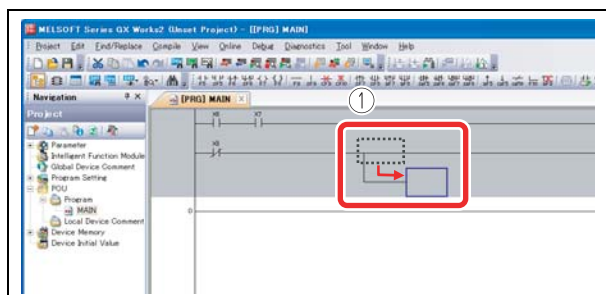 MELSOFT Series GX Works2 (Unset Project) - [[PRG] MAIN]
Project Edit Find/Replace Compile View Online Debug Diagnostics Tool Window Help
Navigation
[PRG] MAIN
1
Project
X7
Parameter
Intelligent Function Module
Global Device Comment
Program Setting
POU
Program
MAIN
0
Local Device Comment
Device Memory
Device Initial Value